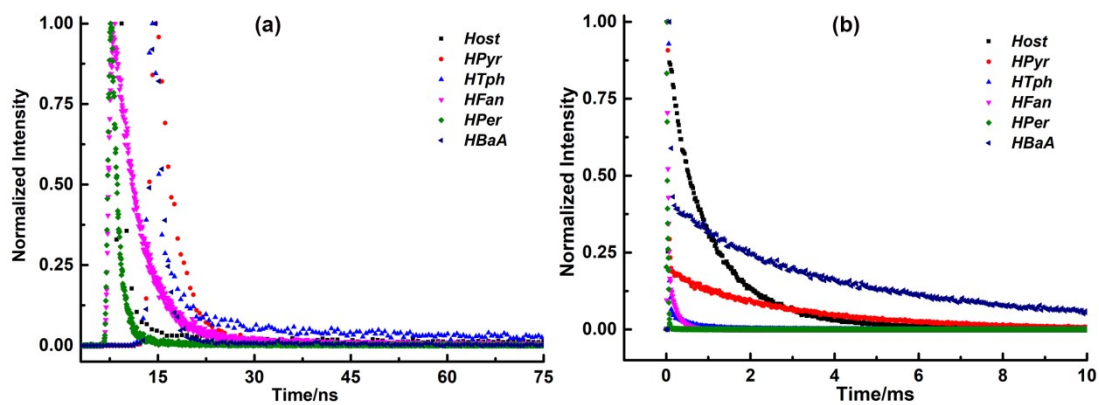 (a)
Normalized Intensity
1.00
0.75
0.50
0.25
0.00
15
30
45
60
75
Time/ns
Host
HPyr
HTph
HFan
HPer
HBaA
(b)
Normalized Intensity
1.00
0.75
0.50
0.25
0.00
0
2
4
6
8
10
Time/ms
Host
HPyr
HTph
HFan
HPer
HBaA